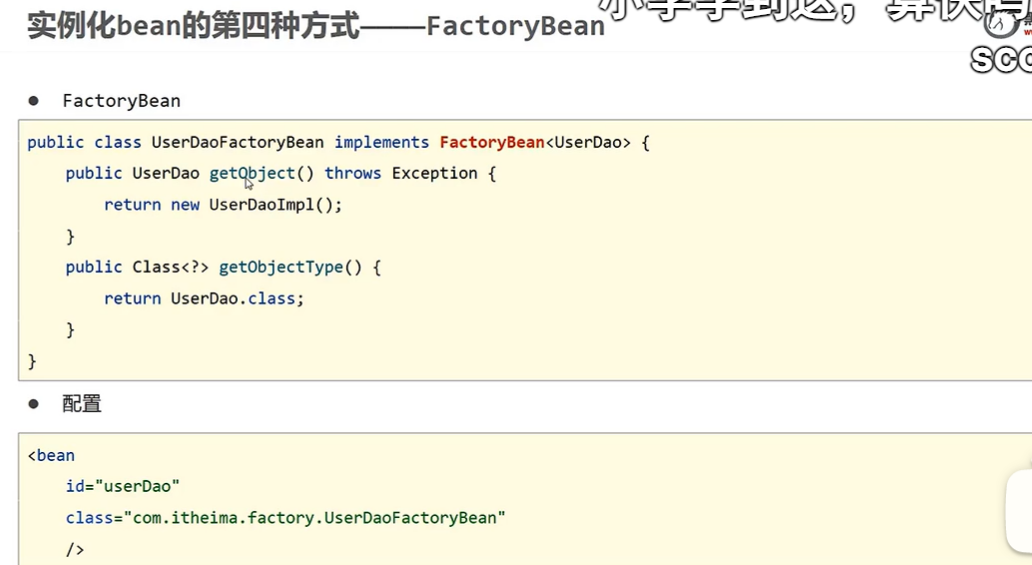 实例化bean的第四种方式——FactoryBean
SCC
● FactoryBean
public class UserDaoFactoryBean implements FactoryBean<UserDao> {
public UserDao getObject() throws Exception {
return new UserDaoImpl();
}
public Class<?> getObjectType() {
return UserDao.class;
}
}
● 配置
<bean
id="userDao"
class="com.itheima.factory.UserDaoFactoryBean"
/>